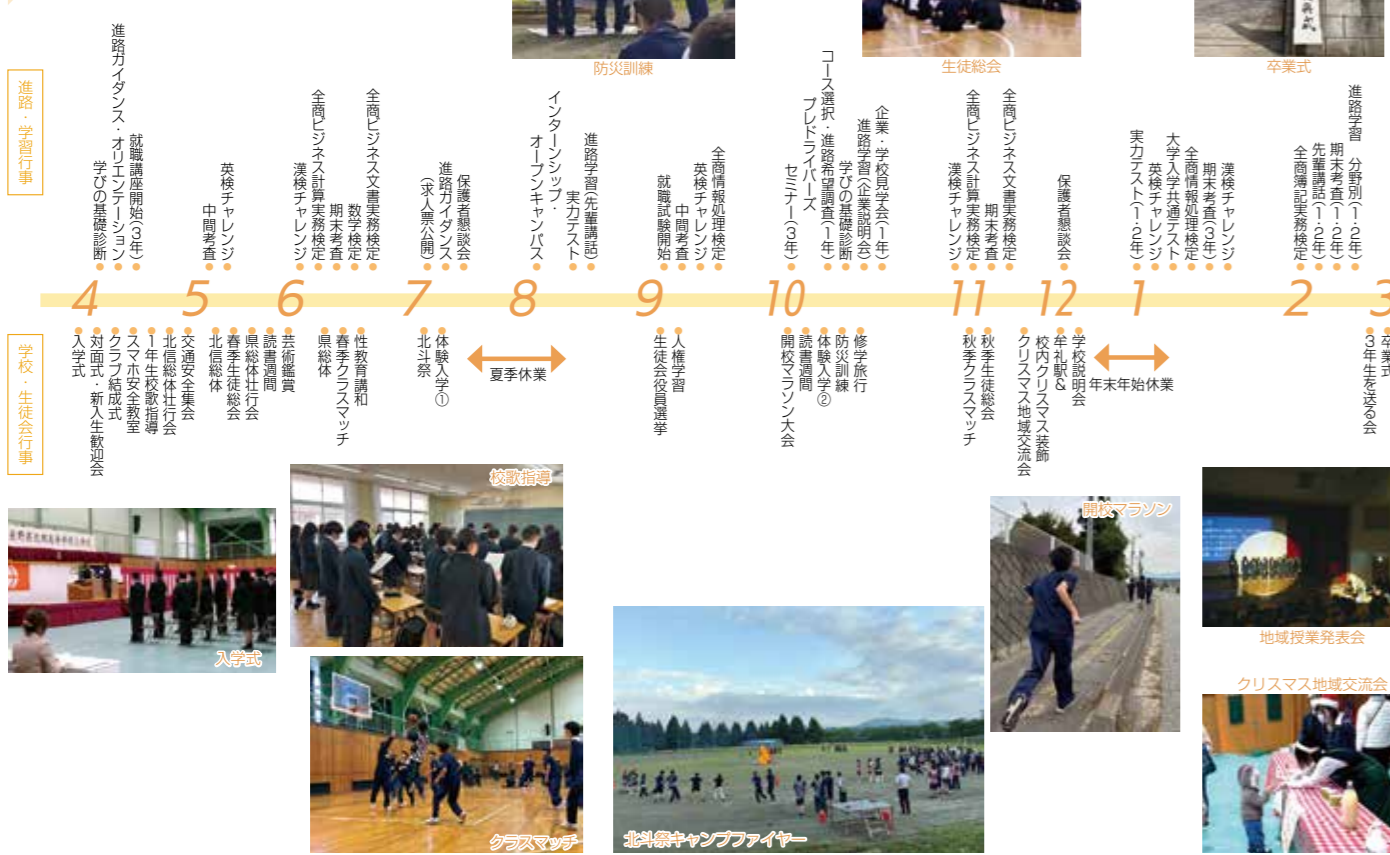 防災訓練
生徒総会
卒業式
進路・学習行事
学びの基礎診断
進路ガイダンス・オリエンテーション
就職講座開始(3年)
中間考査
英検チャレンジ
漢検チャレンジ
全商ビジネス計算実務検定
期末考査
数学検定
全商ビジネス文書実務検定
(求人票公開)
進路ガイダンス
保護者懇談会
インターンシップ・
オープンキャンパス
実力テスト
進路学習(先輩講話)
就職試験開始
中間考査
英検チャレンジ
全商情報処理検定
プレドライバーズ
セミナー(3年)
コース選択・進路希望調査(1年)
学びの基礎診断
進路学習(企業説明会)
企業・学校見学会(1年)
漢検チャレンジ
全商ビジネス計算実務検定
期末考査
全商ビジネス文書実務検定
保護者懇談会
実力テスト(1・2年)
英検チャレンジ
大学入学共通テスト
全商情報処理検定
期末考査(3年)
漢検チャレンジ
全商簿記実務検定
先輩講話(1・2年)
期末考査(1・2年)
進路学習 分野別(1・2年)
4 5 6 7 8 9 10 11 12 1 2 3
学校・生徒会行事
入学式
対面式・新入生歓迎会
クラブ結成式
スマホ安全教室
1年生校歌指導
北信総体壮行会
交通安全集会
北信総体
春季生徒総会
県総体壮行会
読書週間
芸術鑑賞
県総体
春季クラスマッチ
性教育講和
北斗祭
体験入学①
夏季休業
生徒会役員選挙
人権学習
開校マラソン大会
読書週間
体験入学②
防災訓練
修学旅行
秋季クラスマッチ
秋季生徒総会
クリスマス地域交流会
校内クリスマス装飾
牟礼駅&
学校説明会
年末年始休業
3年生を送る会
卒業式
校歌指導
入学式
クラスマッチ
北斗祭キャンプファイヤー
開校マラソン
地域授業発表会
クリスマス地域交流会